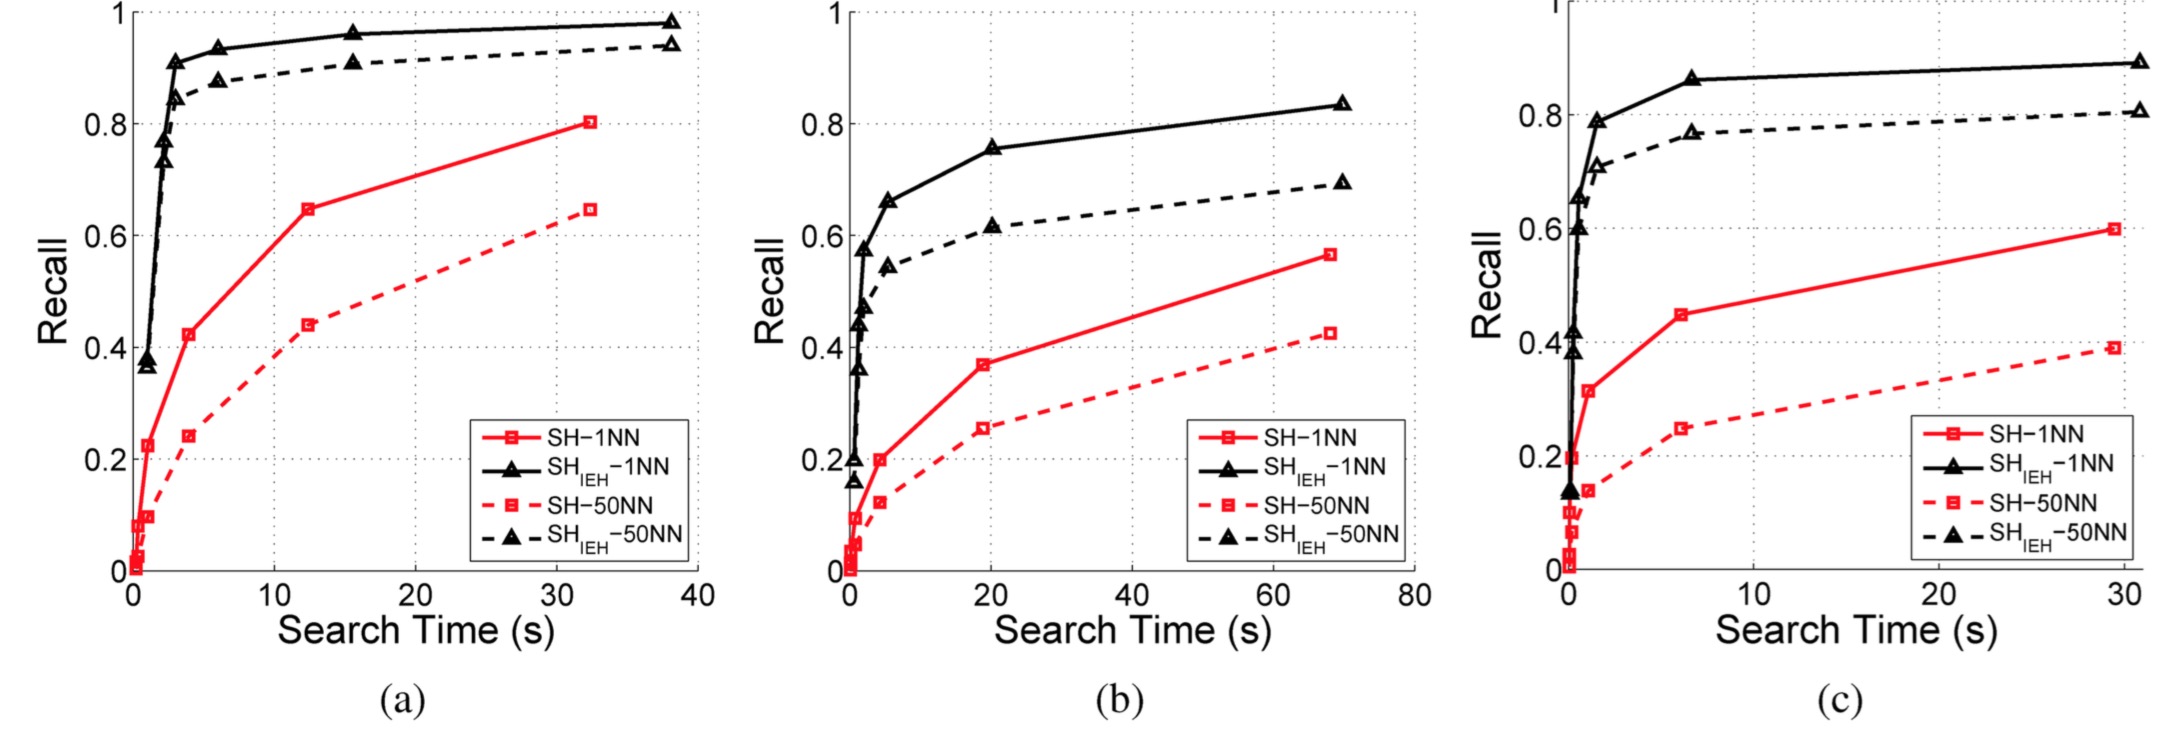 1
0.8
0.6
0.4
0.2
0
Recall
0 10 20 30 40
Search Time (s)
SH−1NN
SHIEH−1NN
SH−50NN
SHIEH−50NN
(a)
1
0.8
0.6
0.4
0.2
0
Recall
0 20 40 60 80
Search Time (s)
SH−1NN
SHIEH−1NN
SH−50NN
SHIEH−50NN
(b)
1
0.8
0.6
0.4
0.2
0
Recall
0 10 20 30
Search Time (s)
SH−1NN
SHIEH−1NN
SH−50NN
SHIEH−50NN
(c)